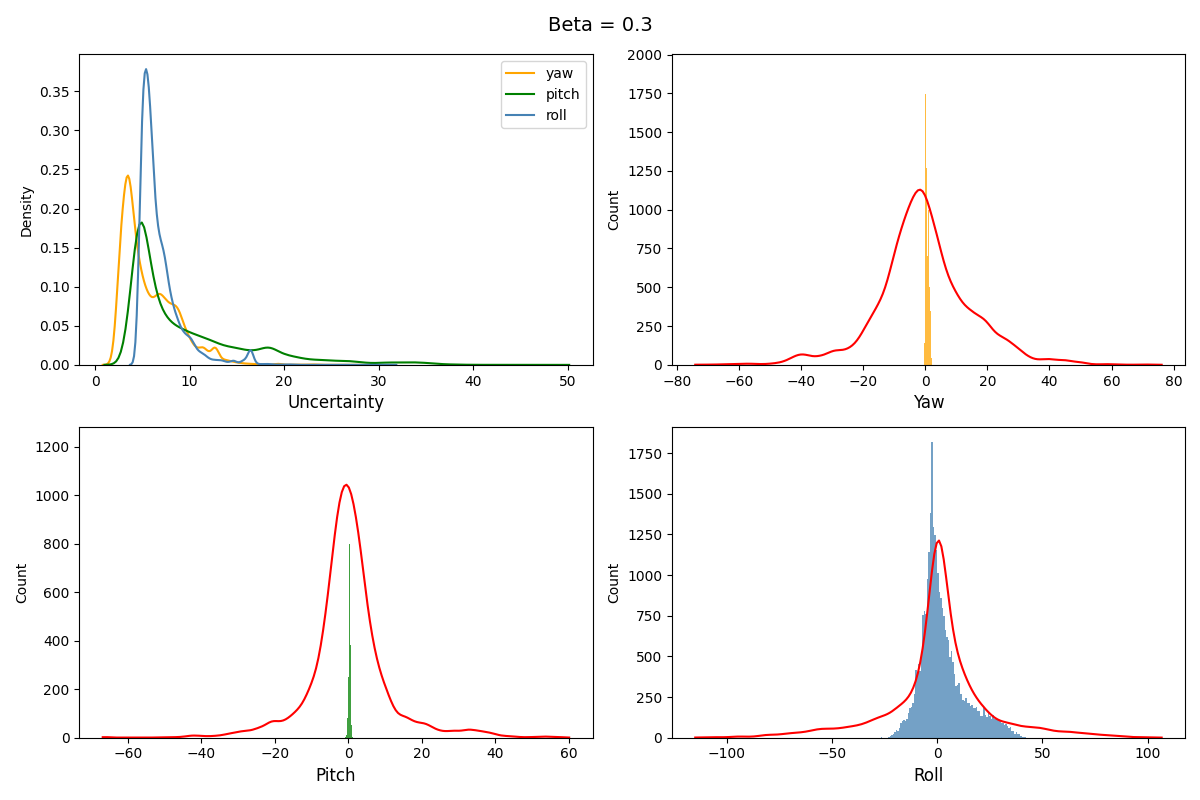 Beta = 0.3
Density
0.35
0.30
0.25
0.20
0.15
0.10
0.05
0.00
yaw
pitch
roll
0 10 20 30 40 50
Uncertainty
Count
2000
1750
1500
1250
1000
750
500
250
0
−80 −60 −40 −20 0 20 40 60 80
Yaw
Count
1200
1000
800
600
400
200
0
−60 −40 −20 0 20 40 60
Pitch
Count
1750
1500
1250
1000
750
500
250
0
−100 −50 0 50 100
Roll